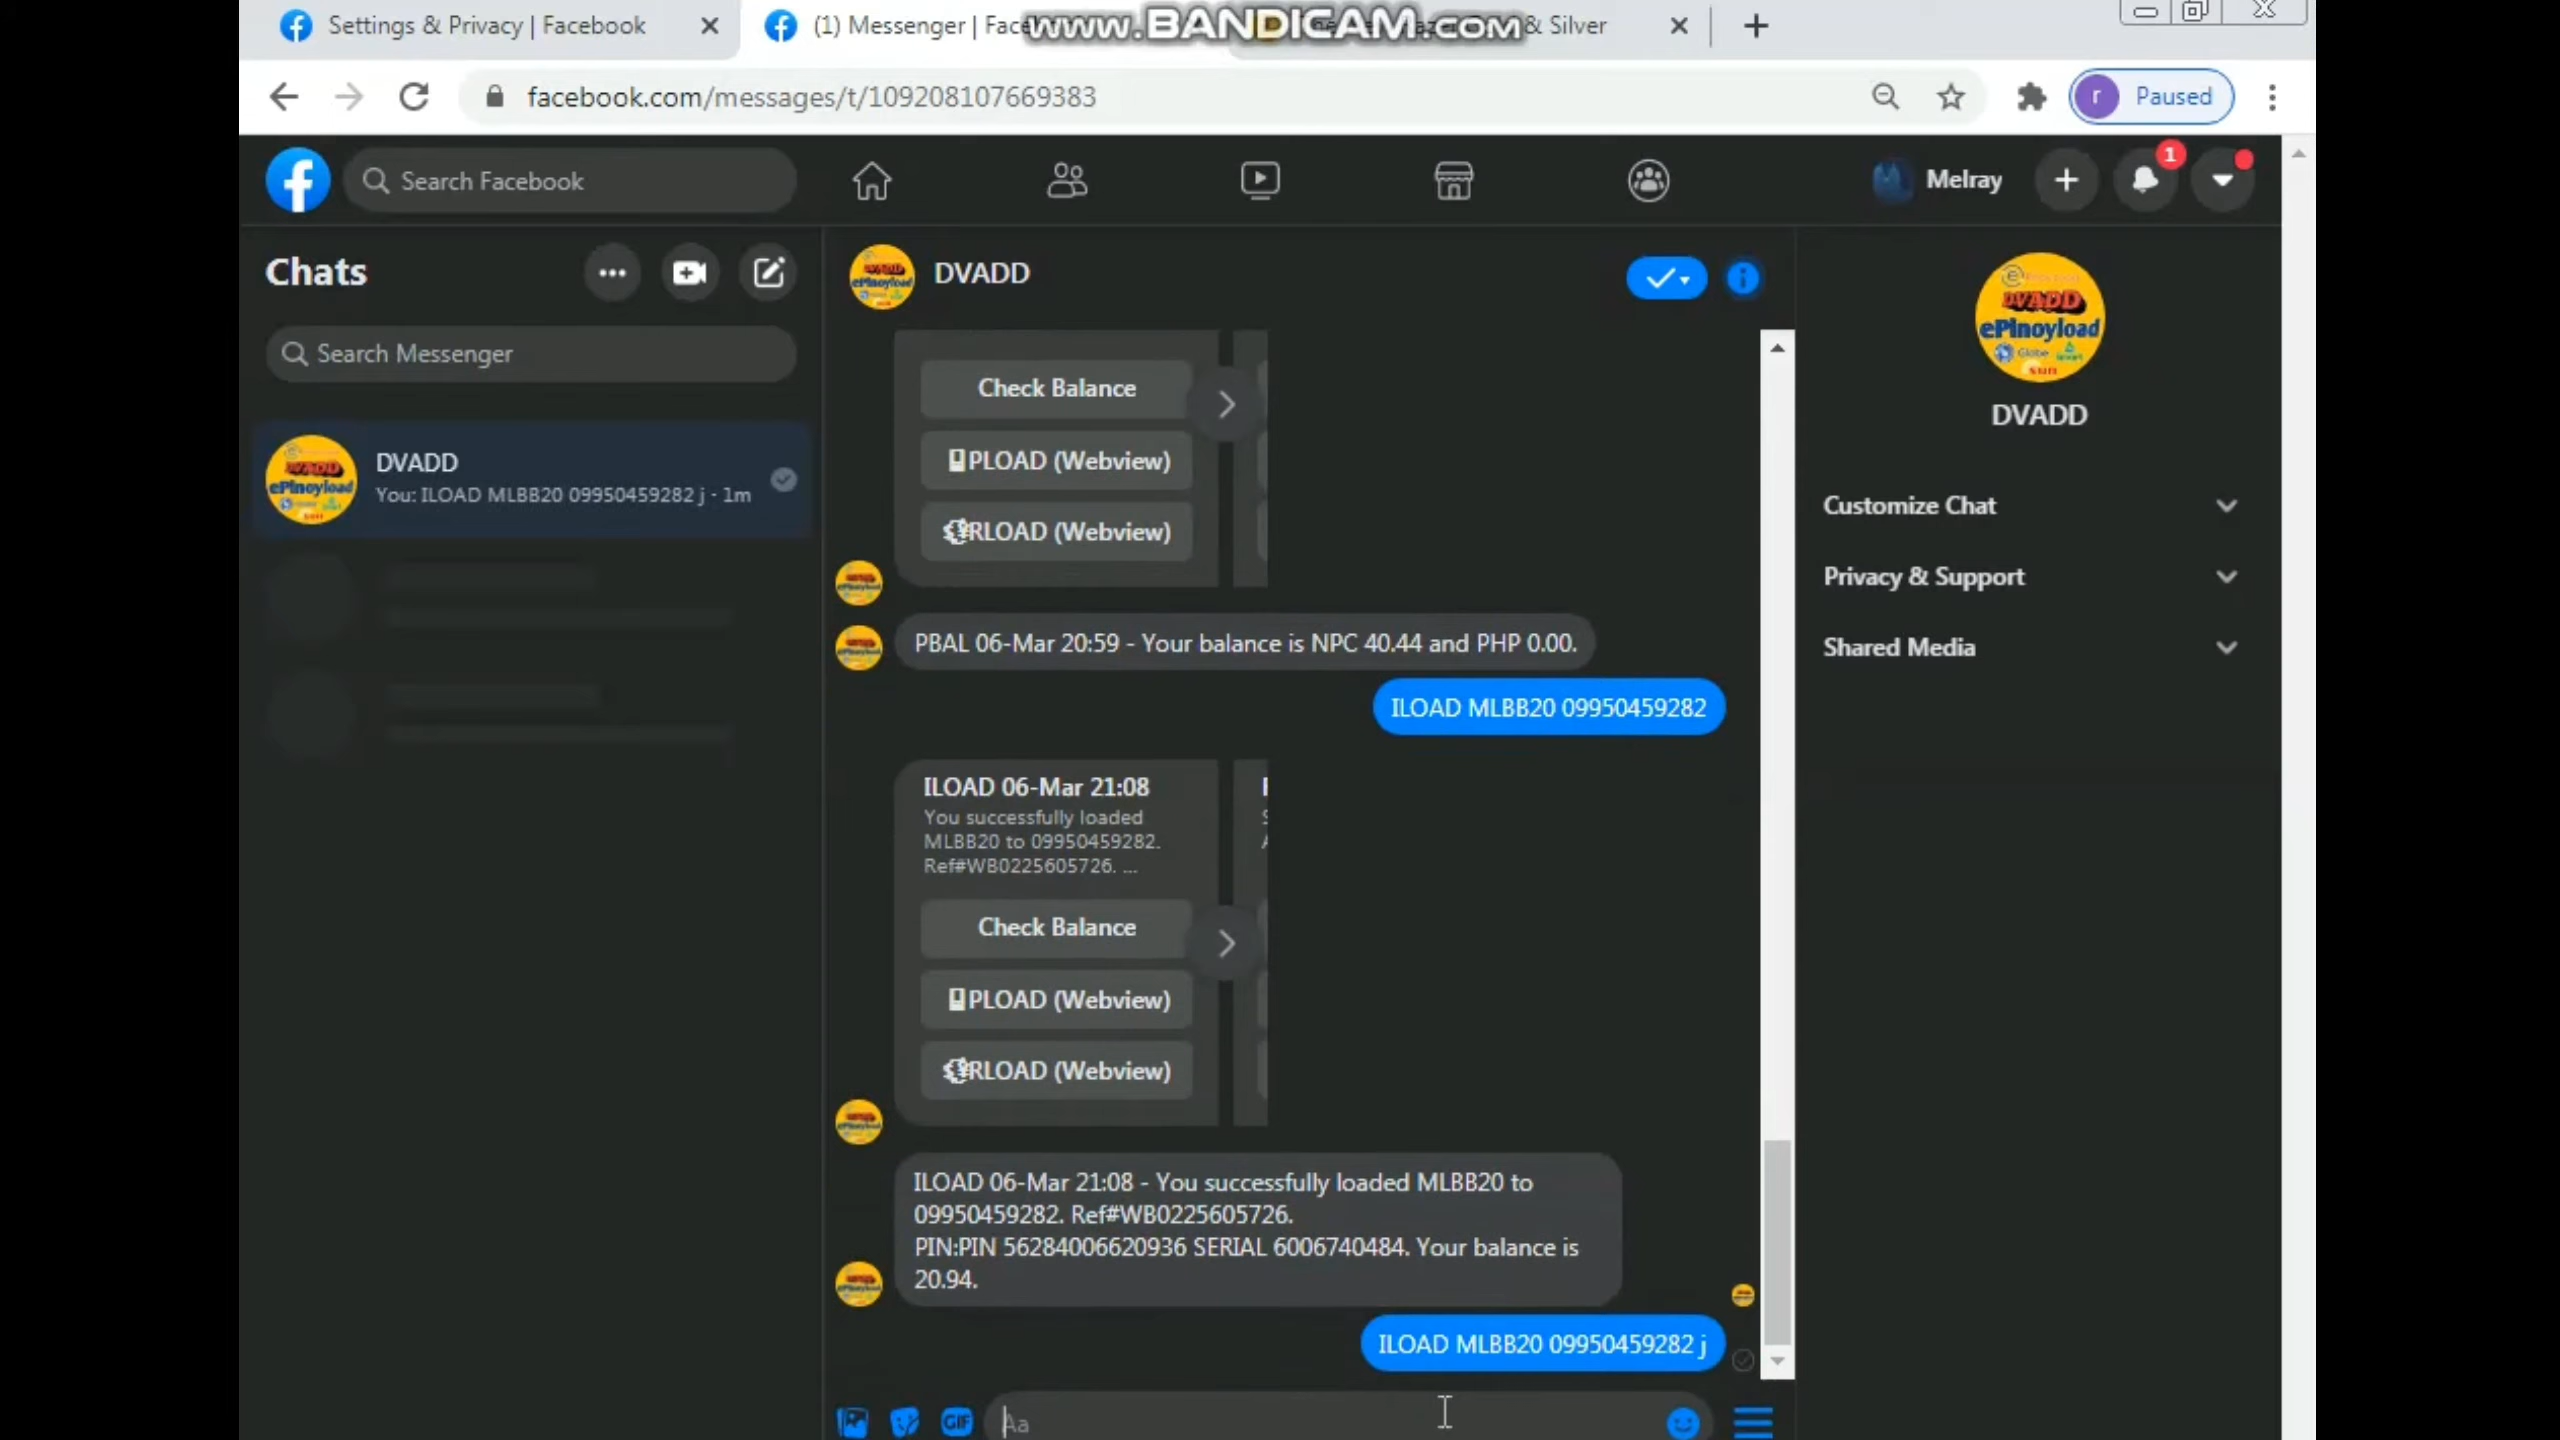 Settings & Privacy | Facebook
(1) Messenger |
www.BANDICAM.com
& Silver
facebook.com/messages/t/109208107669383
r
Paused
Search Facebook
Melray
1
Chats
Search Messenger
DVADD
You: ILOAD MLBB20 09950459282 j · 1m
DVADD
Check Balance
PLOAD (Webview)
RLOAD (Webview)
PBAL 06-Mar 20:59 - Your balance is NPC 40.44 and PHP 0.00.
ILOAD MLBB20 09950459282
ILOAD 06-Mar 21:08
You successfully loaded
MLBB20 to 09950459282.
Ref#WB0225605726. ...
Check Balance
PLOAD (Webview)
RLOAD (Webview)
ILOAD 06-Mar 21:08 - You successfully loaded MLBB20 to
09950459282. Ref#WB0225605726.
PIN:PIN 56284006620936 SERIAL 6006740484. Your balance is
20.94.
ILOAD MLBB20 09950459282 j
GIF
Aa
DVADD
ePinoyload
Globe
sun
DVADD
Customize Chat
Privacy & Support
Shared Media